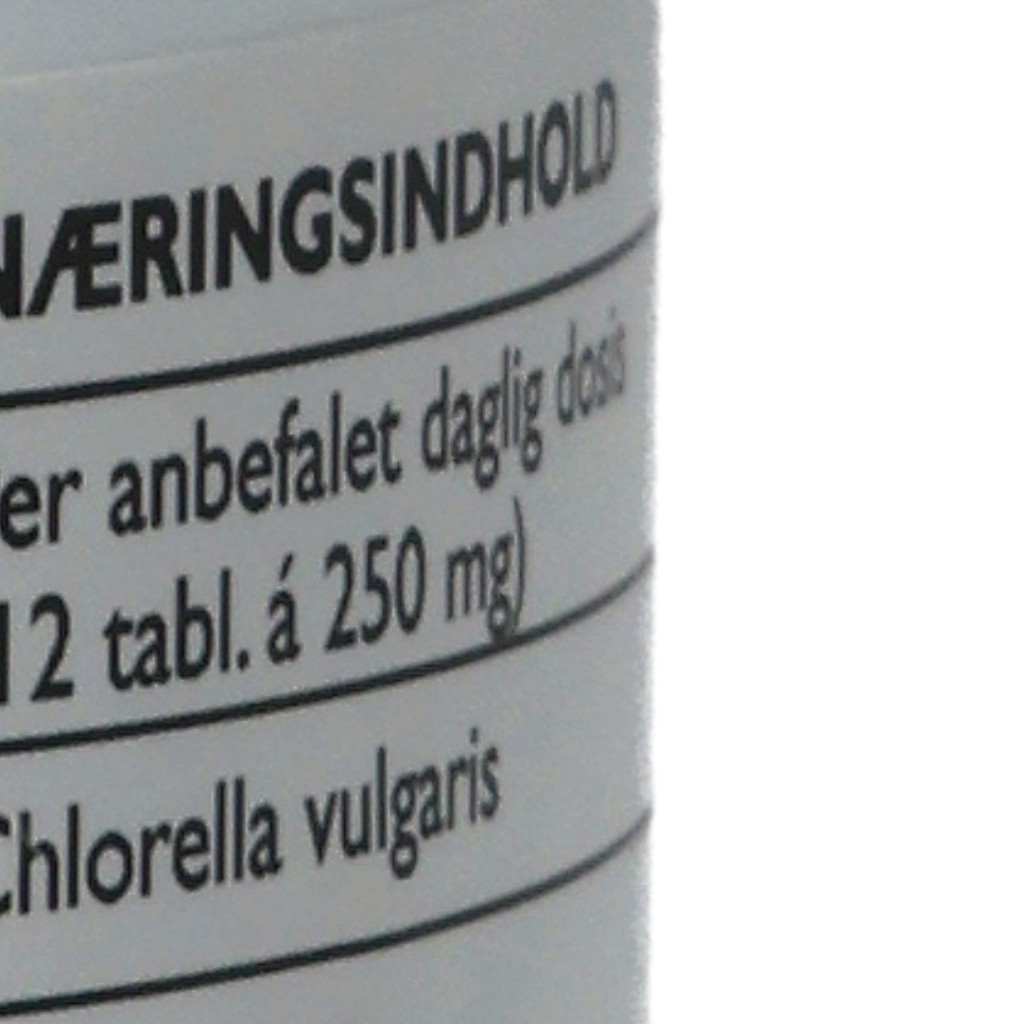 NÆRINGSINDHOLD
er anbefalet daglig dosis
12 tabl. á 250 mg)
Chlorella vulgaris